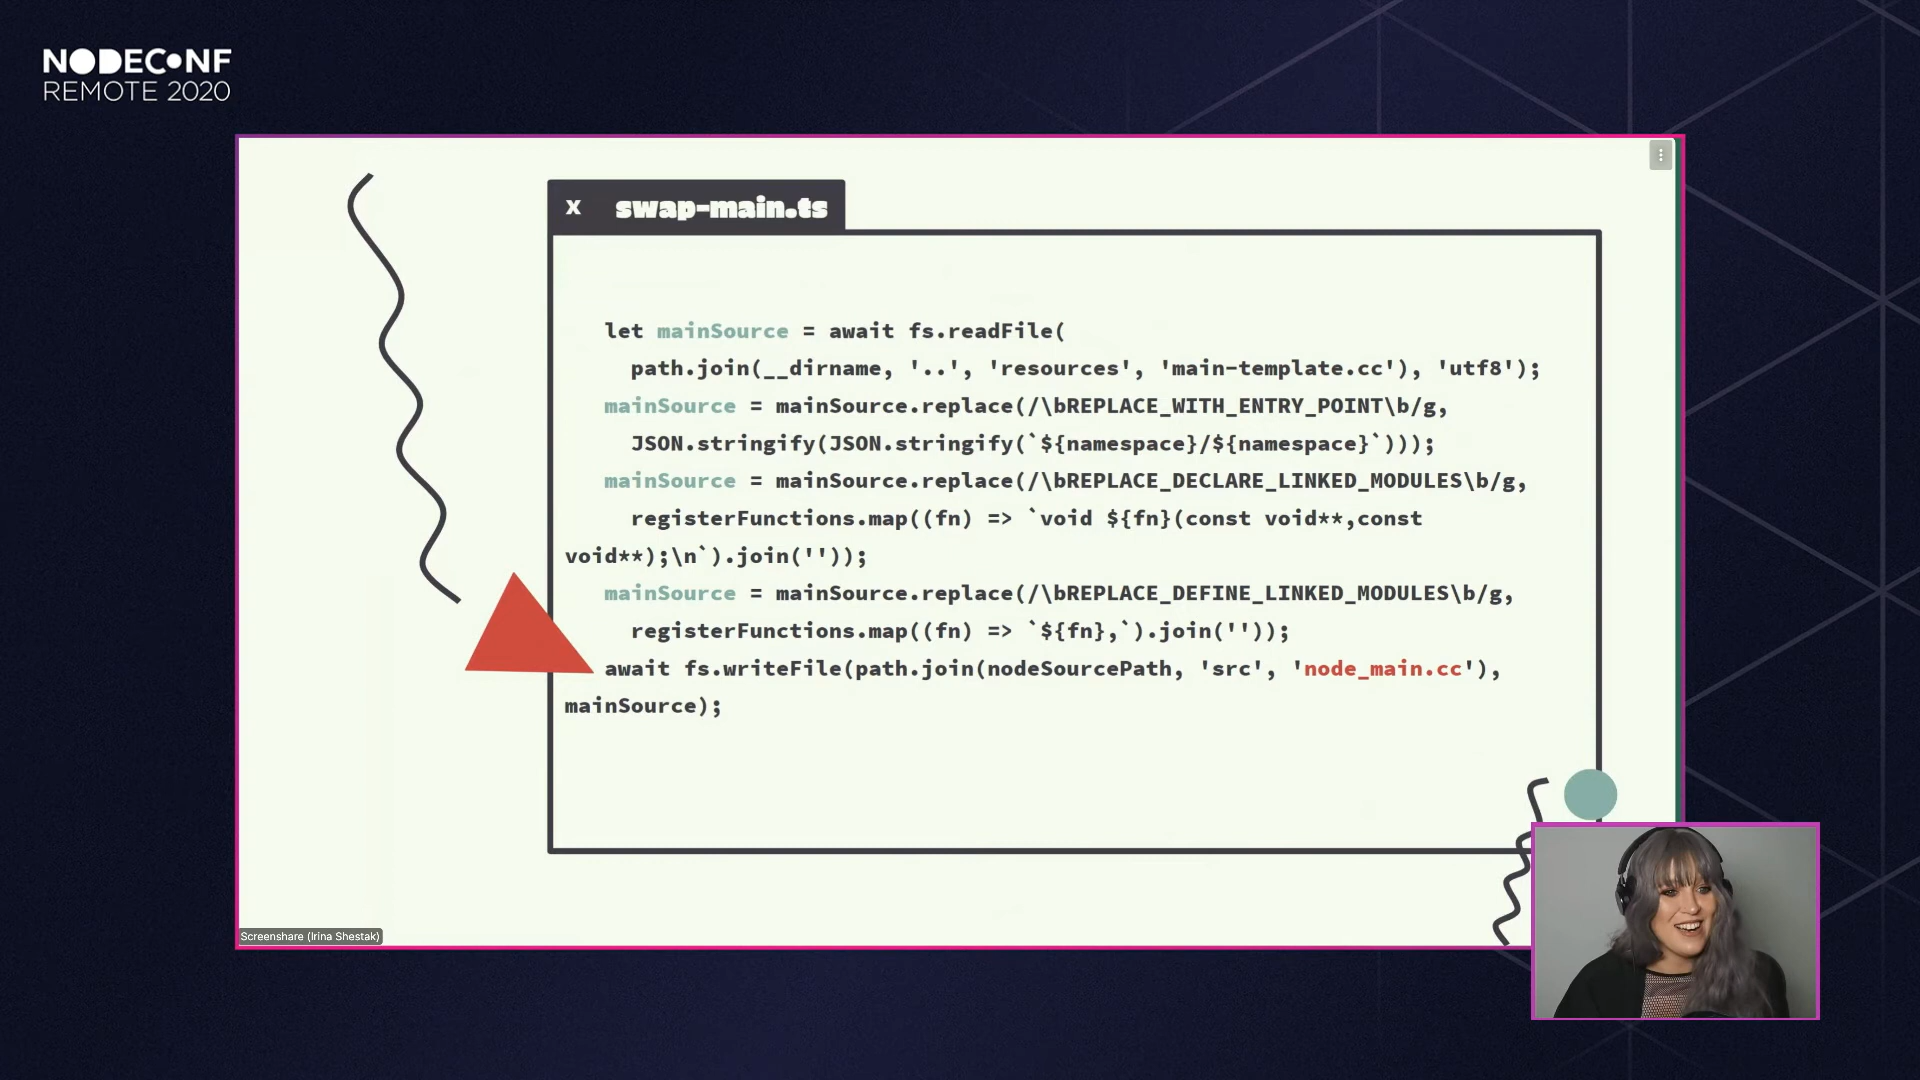 NODECONF
REMOTE 2020
x swap-main.ts
let mainSource = await fs.readFile(
path.join(__dirname, '..', 'resources', 'main-template.cc'), 'utf8');
mainSource = mainSource.replace(/\bREPLACE_WITH_ENTRY_POINT\b/g,
JSON.stringify(JSON.stringify(`${namespace}/${namespace}`)));
mainSource = mainSource.replace(/\bREPLACE_DECLARE_LINKED_MODULES\b/g,
registerFunctions.map((fn) => `void ${fn}(const void**,const
void**);\n`).join(''));
mainSource = mainSource.replace(/\bREPLACE_DEFINE_LINKED_MODULES\b/g,
registerFunctions.map((fn) => `${fn},`).join(''));
await fs.writeFile(path.join(nodeSourcePath, 'src', 'node_main.cc'),
mainSource);
Screenshare (Irina Shestak)